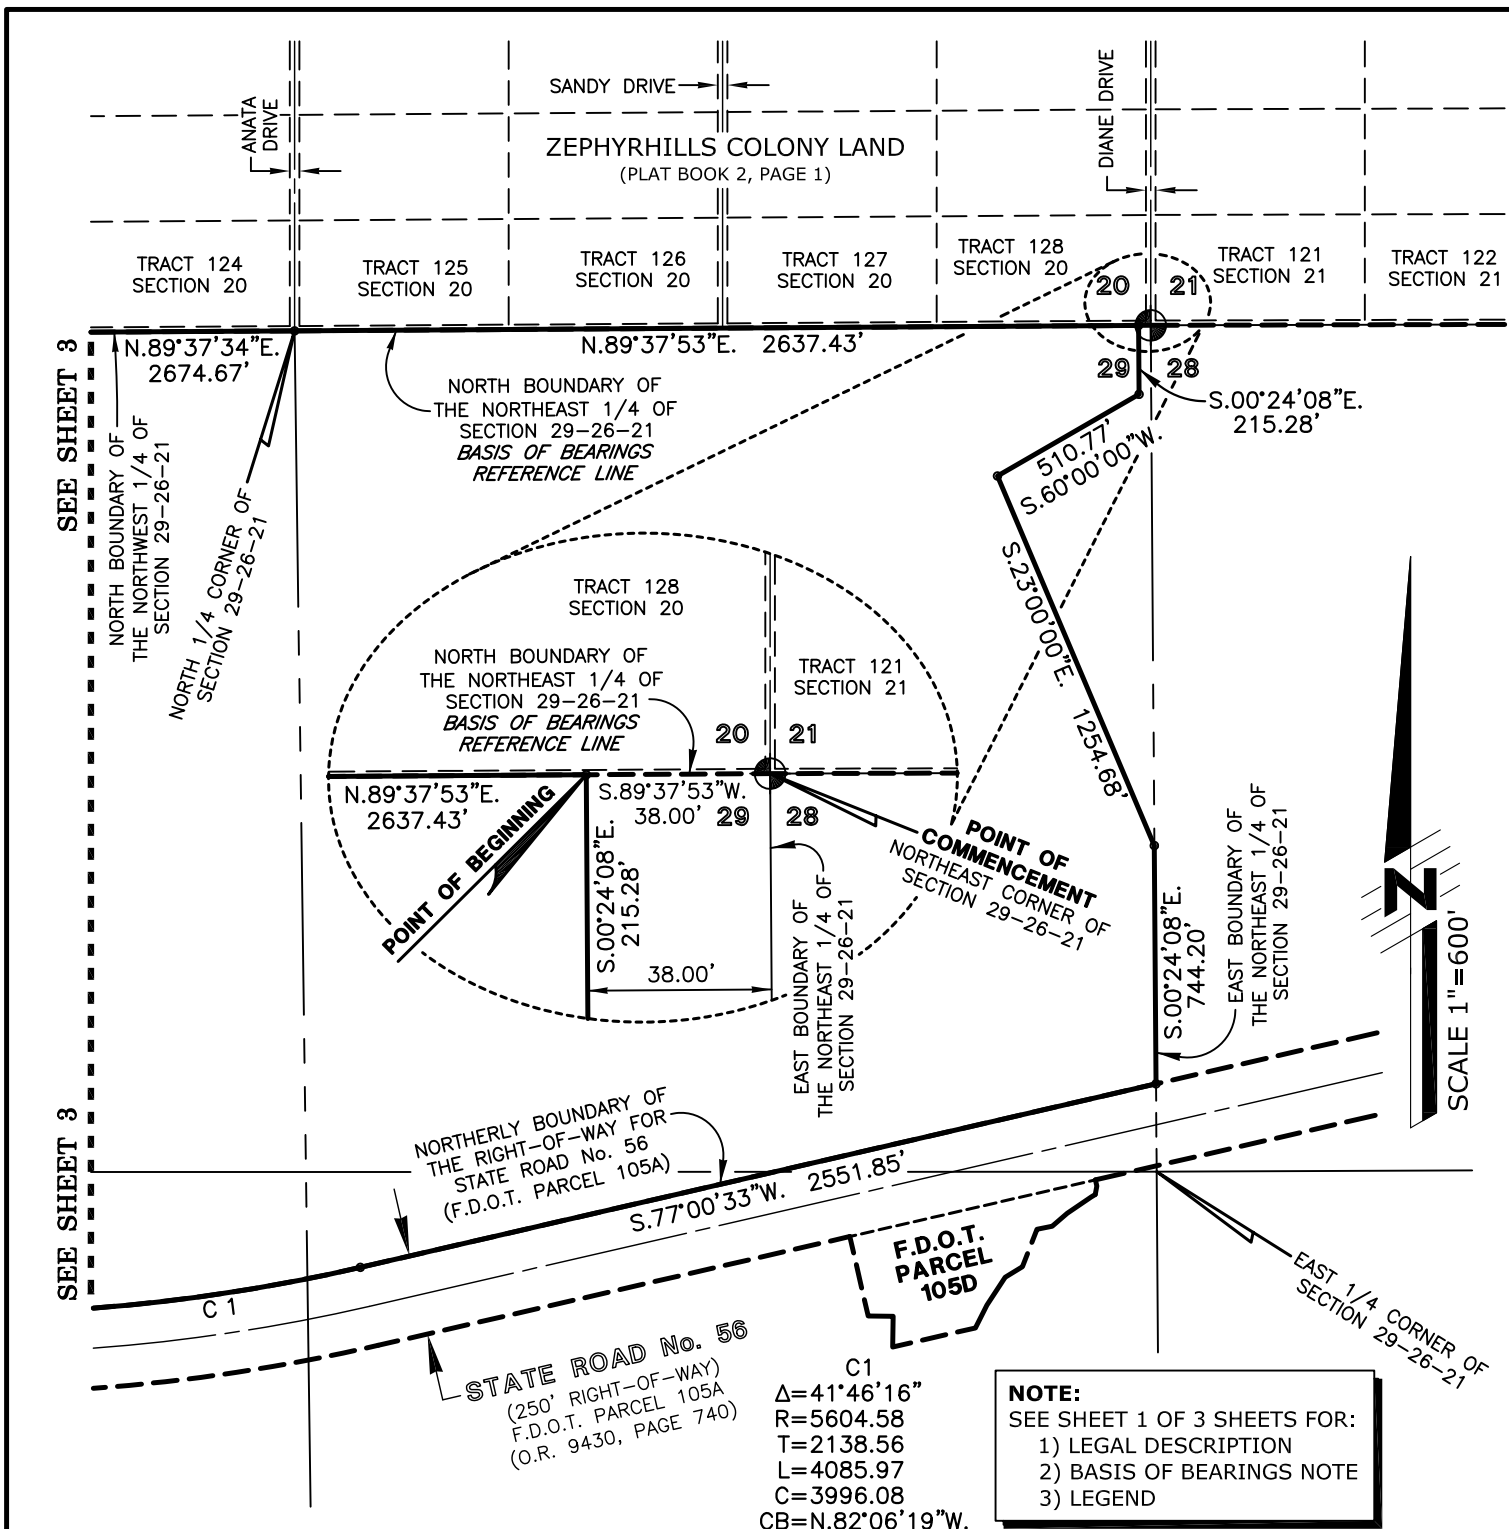 ANATA
DRIVE
SANDY DRIVE
DIANE DRIVE
ZEPHYRHILLS COLONY LAND
(PLAT BOOK 2, PAGE 1)
TRACT 124
SECTION 20
TRACT 125
SECTION 20
TRACT 126
SECTION 20
TRACT 127
SECTION 20
TRACT 128
SECTION 20
TRACT 121
SECTION 21
TRACT 122
SECTION 21
20
21
29
28
N.89°37'34"E.
2674.67'
N.89°37'53"E. 2637.43'
SEE SHEET 3
NORTH BOUNDARY OF
THE NORTHWEST 1/4 OF
SECTION 29-26-21
NORTH 1/4 CORNER OF
SECTION 29-26-21
NORTH BOUNDARY OF
THE NORTHEAST 1/4 OF
SECTION 29-26-21
BASIS OF BEARINGS
REFERENCE LINE
S.00°24'08"E.
215.28'
510.77'
S.60°00'00"W.
S.23°00'00"E. 1254.68'
TRACT 128
SECTION 20
NORTH BOUNDARY OF
THE NORTHEAST 1/4 OF
SECTION 29-26-21
BASIS OF BEARINGS
REFERENCE LINE
TRACT 121
SECTION 21
20
21
29
28
N.89°37'53"E.
2637.43'
S.89°37'53"W.
38.00'
POINT OF BEGINNING
S.00°24'08"E.
215.28'
38.00'
POINT OF
COMMENCEMENT
NORTHEAST CORNER OF
SECTION 29-26-21
EAST BOUNDARY OF
THE NORTHEAST 1/4 OF
SECTION 29-26-21
S.00°24'08"E.
744.20'
EAST BOUNDARY OF
THE NORTHEAST 1/4 OF
SECTION 29-26-21
N
SCALE 1"=600'
SEE SHEET 3
NORTHERLY BOUNDARY OF
THE RIGHT-OF-WAY FOR
STATE ROAD No. 56
(F.D.O.T. PARCEL 105A)
S.77°00'33"W. 2551.85'
C1
F.D.O.T.
PARCEL
105D
EAST 1/4 CORNER OF
SECTION 29-26-21
STATE ROAD No. 56
(250' RIGHT-OF-WAY)
F.D.O.T. PARCEL 105A
(O.R. 9430, PAGE 740)
C1
Δ=41°46'16"
R=5604.58
T=2138.56
L=4085.97
C=3996.08
CB=N.82°06'19"W.
NOTE:
SEE SHEET 1 OF 3 SHEETS FOR:
1) LEGAL DESCRIPTION
2) BASIS OF BEARINGS NOTE
3) LEGEND